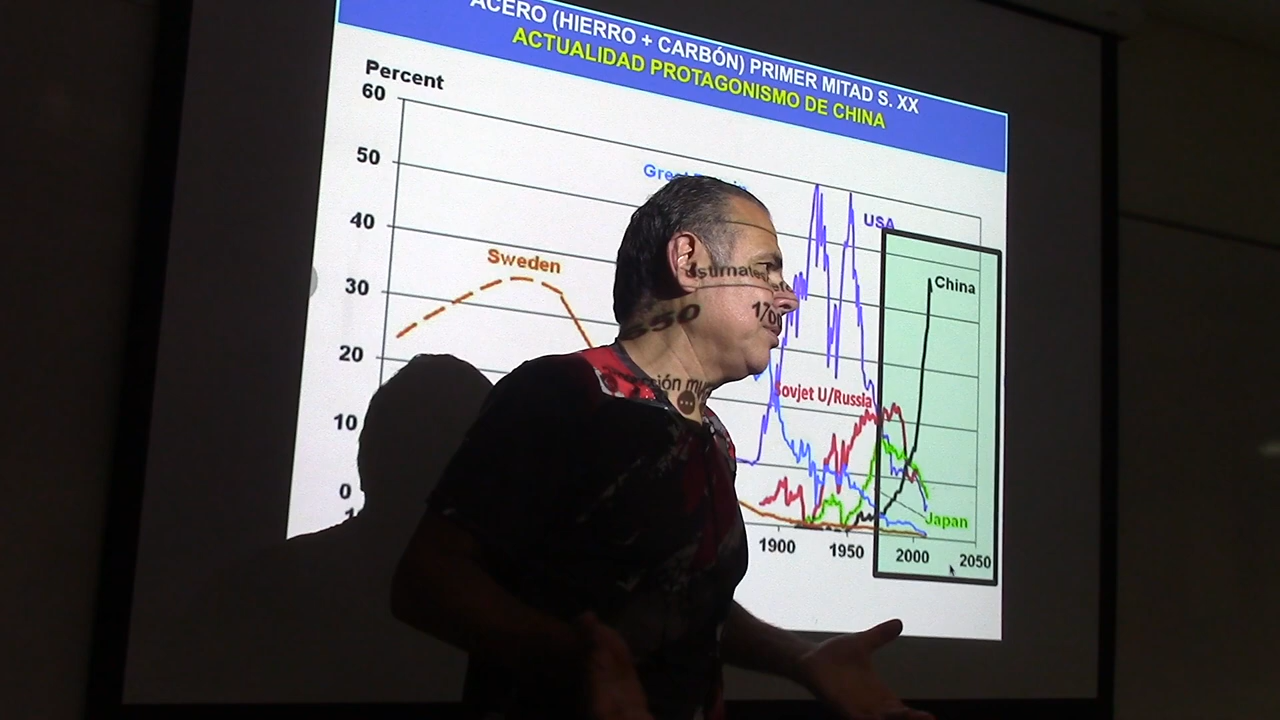 ACERO (HIERRO + CARBÓN) PRIMER MITAD S. XX
ACTUALIDAD PROTAGONISMO DE CHINA
Percent
60
50
40
30
20
10
0
Sweden
USA
China
Sovjet U/Russia
Japan
1900
1950
2000
2050